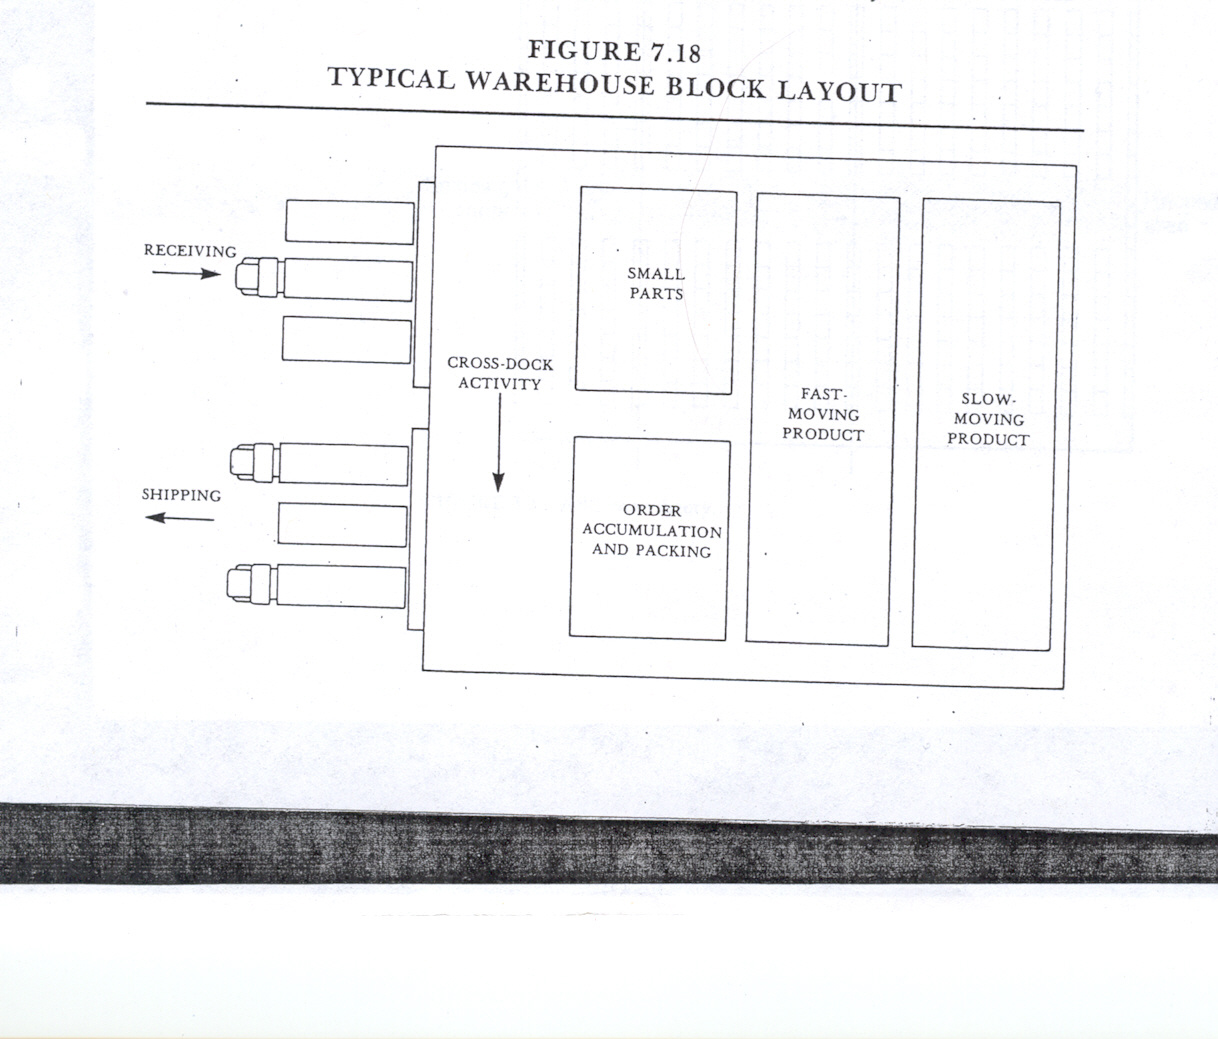 FIGURE 7.18
TYPICAL WAREHOUSE BLOCK LAYOUT
RECEIVING
SMALL
PARTS
CROSS-DOCK
ACTIVITY
FAST-
MOVING
PRODUCT
SLOW-
MOVING
PRODUCT
SHIPPING
ORDER
ACCUMULATION
AND PACKING